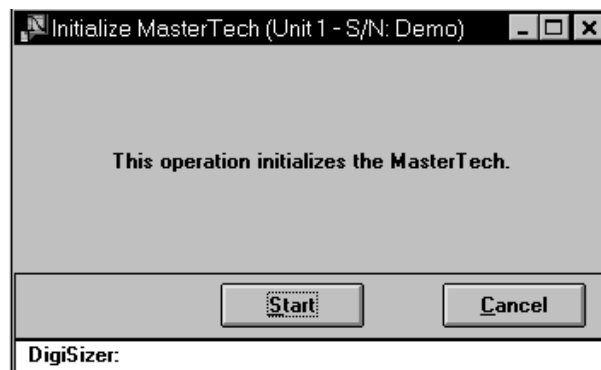 Initialize MasterTech (Unit 1 - S/N: Demo)
This operation initializes the MasterTech.
Start
Cancel
DigiSizer: